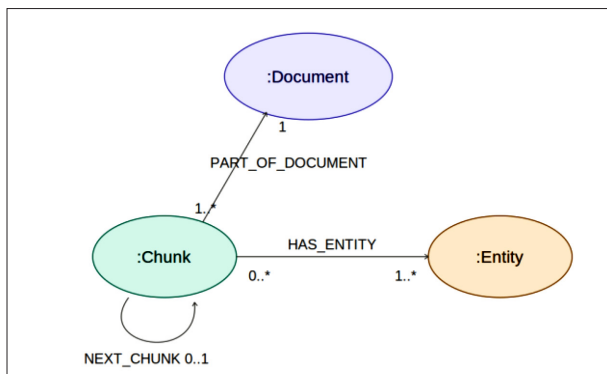 :Document
1
PART_OF_DOCUMENT
1..*
:Chunk
HAS_ENTITY
:Entity
0..*
1..*
NEXT_CHUNK 0..1